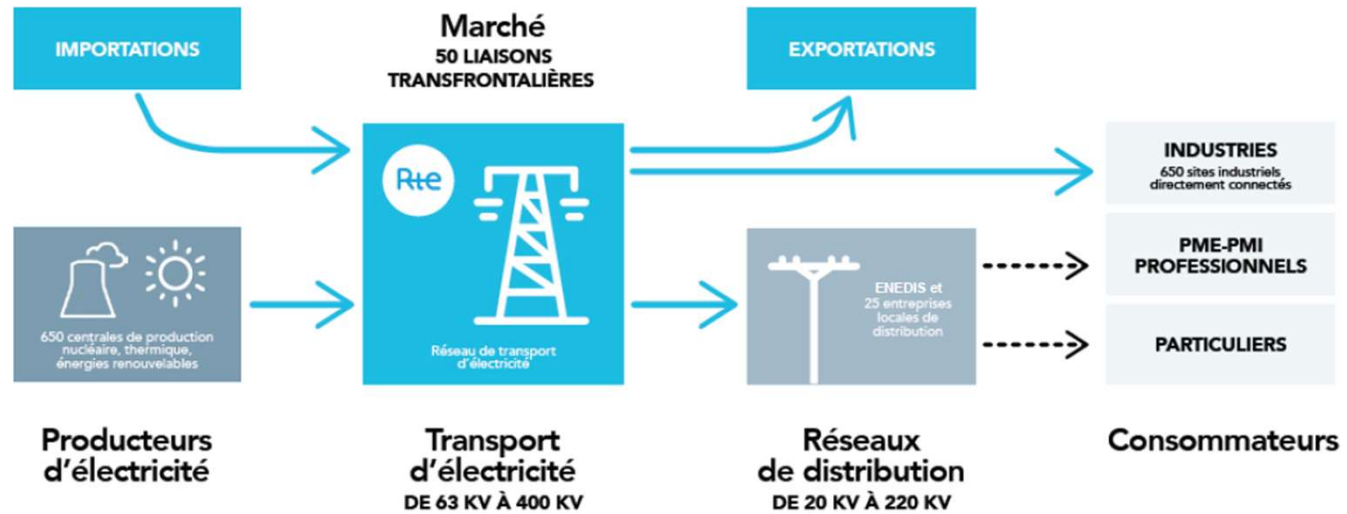 IMPORTATIONS
Marché
50 LIAISONS
TRANSFRONTALIÈRES
EXPORTATIONS
Rte
Réseau de transport
d'électricité
INDUSTRIES
650 sites industriels
directement connectés
650 centrales de production
nucléaire, thermique,
énergies renouvelables
ENEDIS et
25 entreprises
locales de
distribution
PME-PMI
PROFESSIONNELS
PARTICULIERS
Producteurs
d'électricité
Transport
d'électricité
DE 63 KV À 400 KV
Réseaux
de distribution
DE 20 KV À 220 KV
Consommateurs